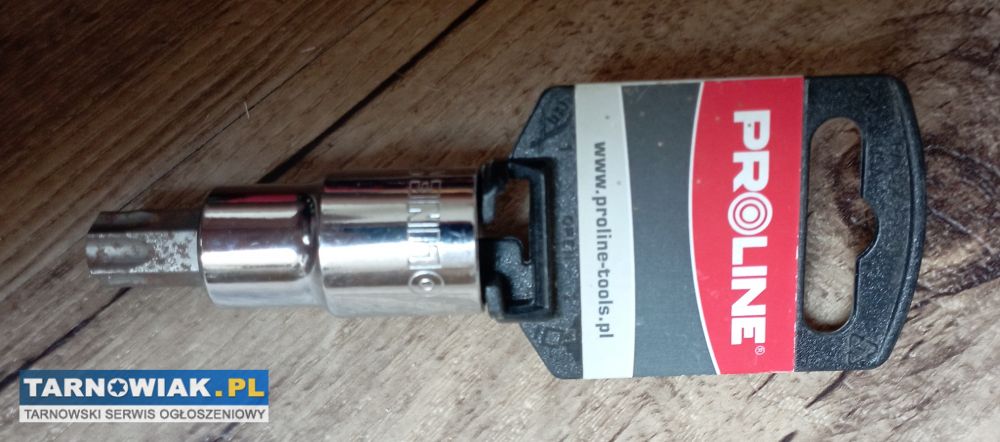 PROLINE®
www.proline-tools.pl
TARNOWIAK.PL
TARNOWSKI SERWIS OGŁOSZENIOWY